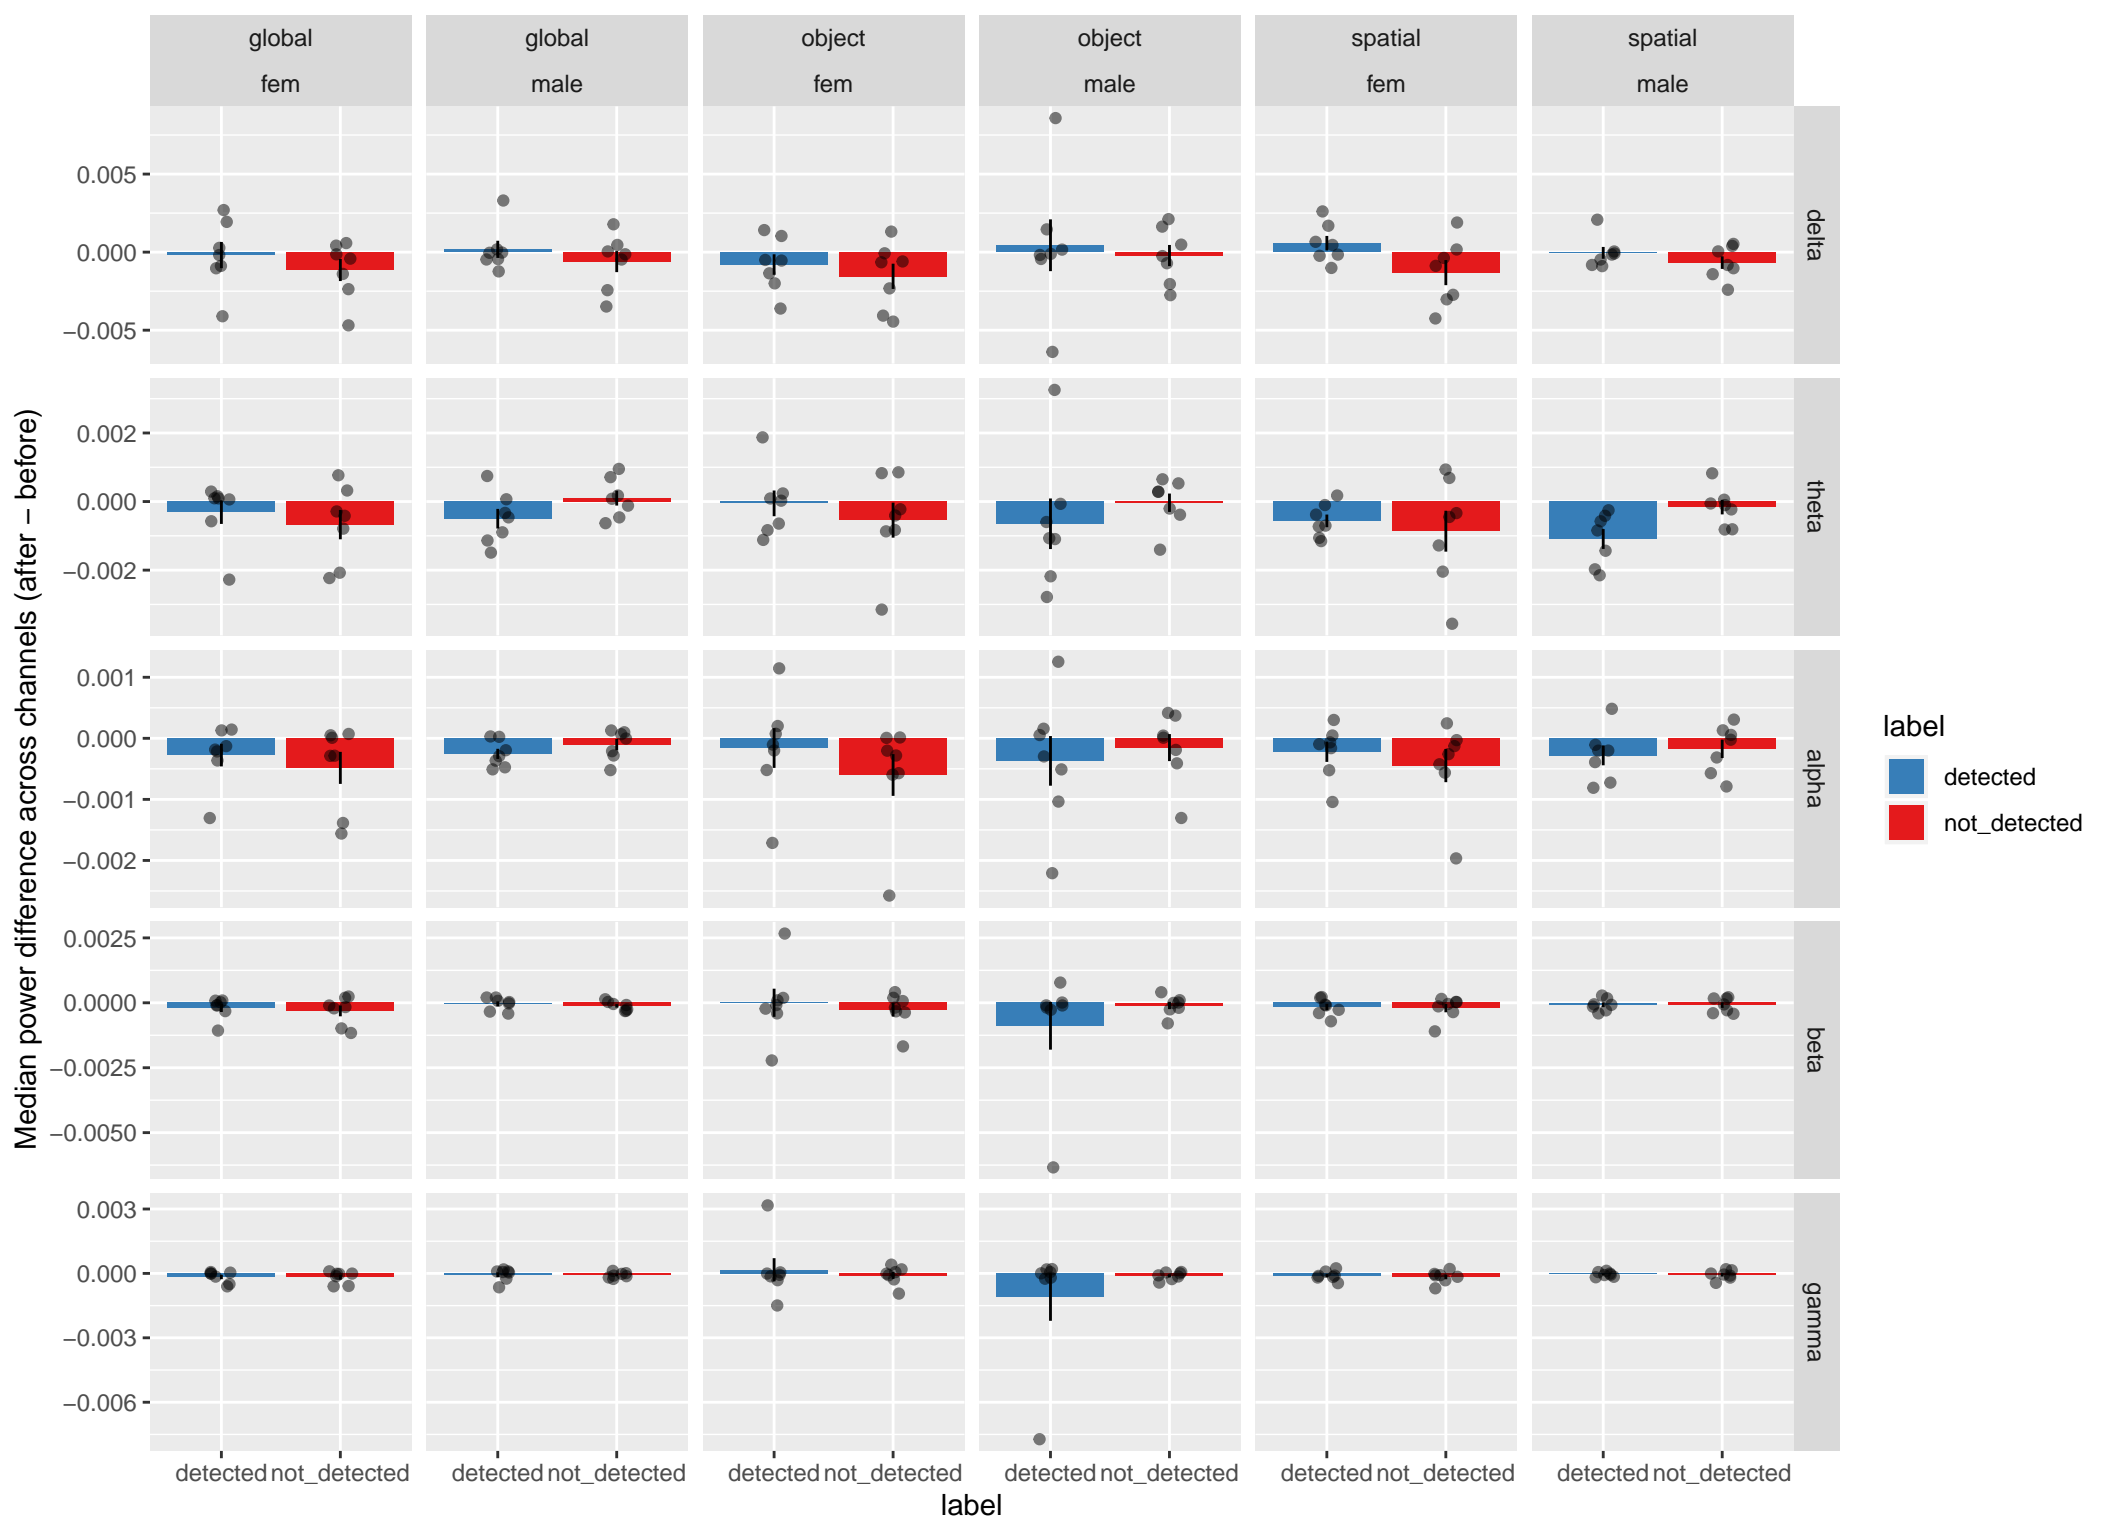 global global object object spatial spatial
fem male fem male fem male
0.005
0.000
−0.005
delta
0.002
0.000
−0.002
theta
0.001
0.000
−0.001
−0.002
alpha
0.0025
0.0000
−0.0025
−0.0050
beta
0.003
0.000
−0.003
−0.006
gamma
detected not_detected detected not_detected detected not_detected detected not_detected detected not_detected detected not_detected
label
Median power difference across channels (after − before)
label
detected
not_detected